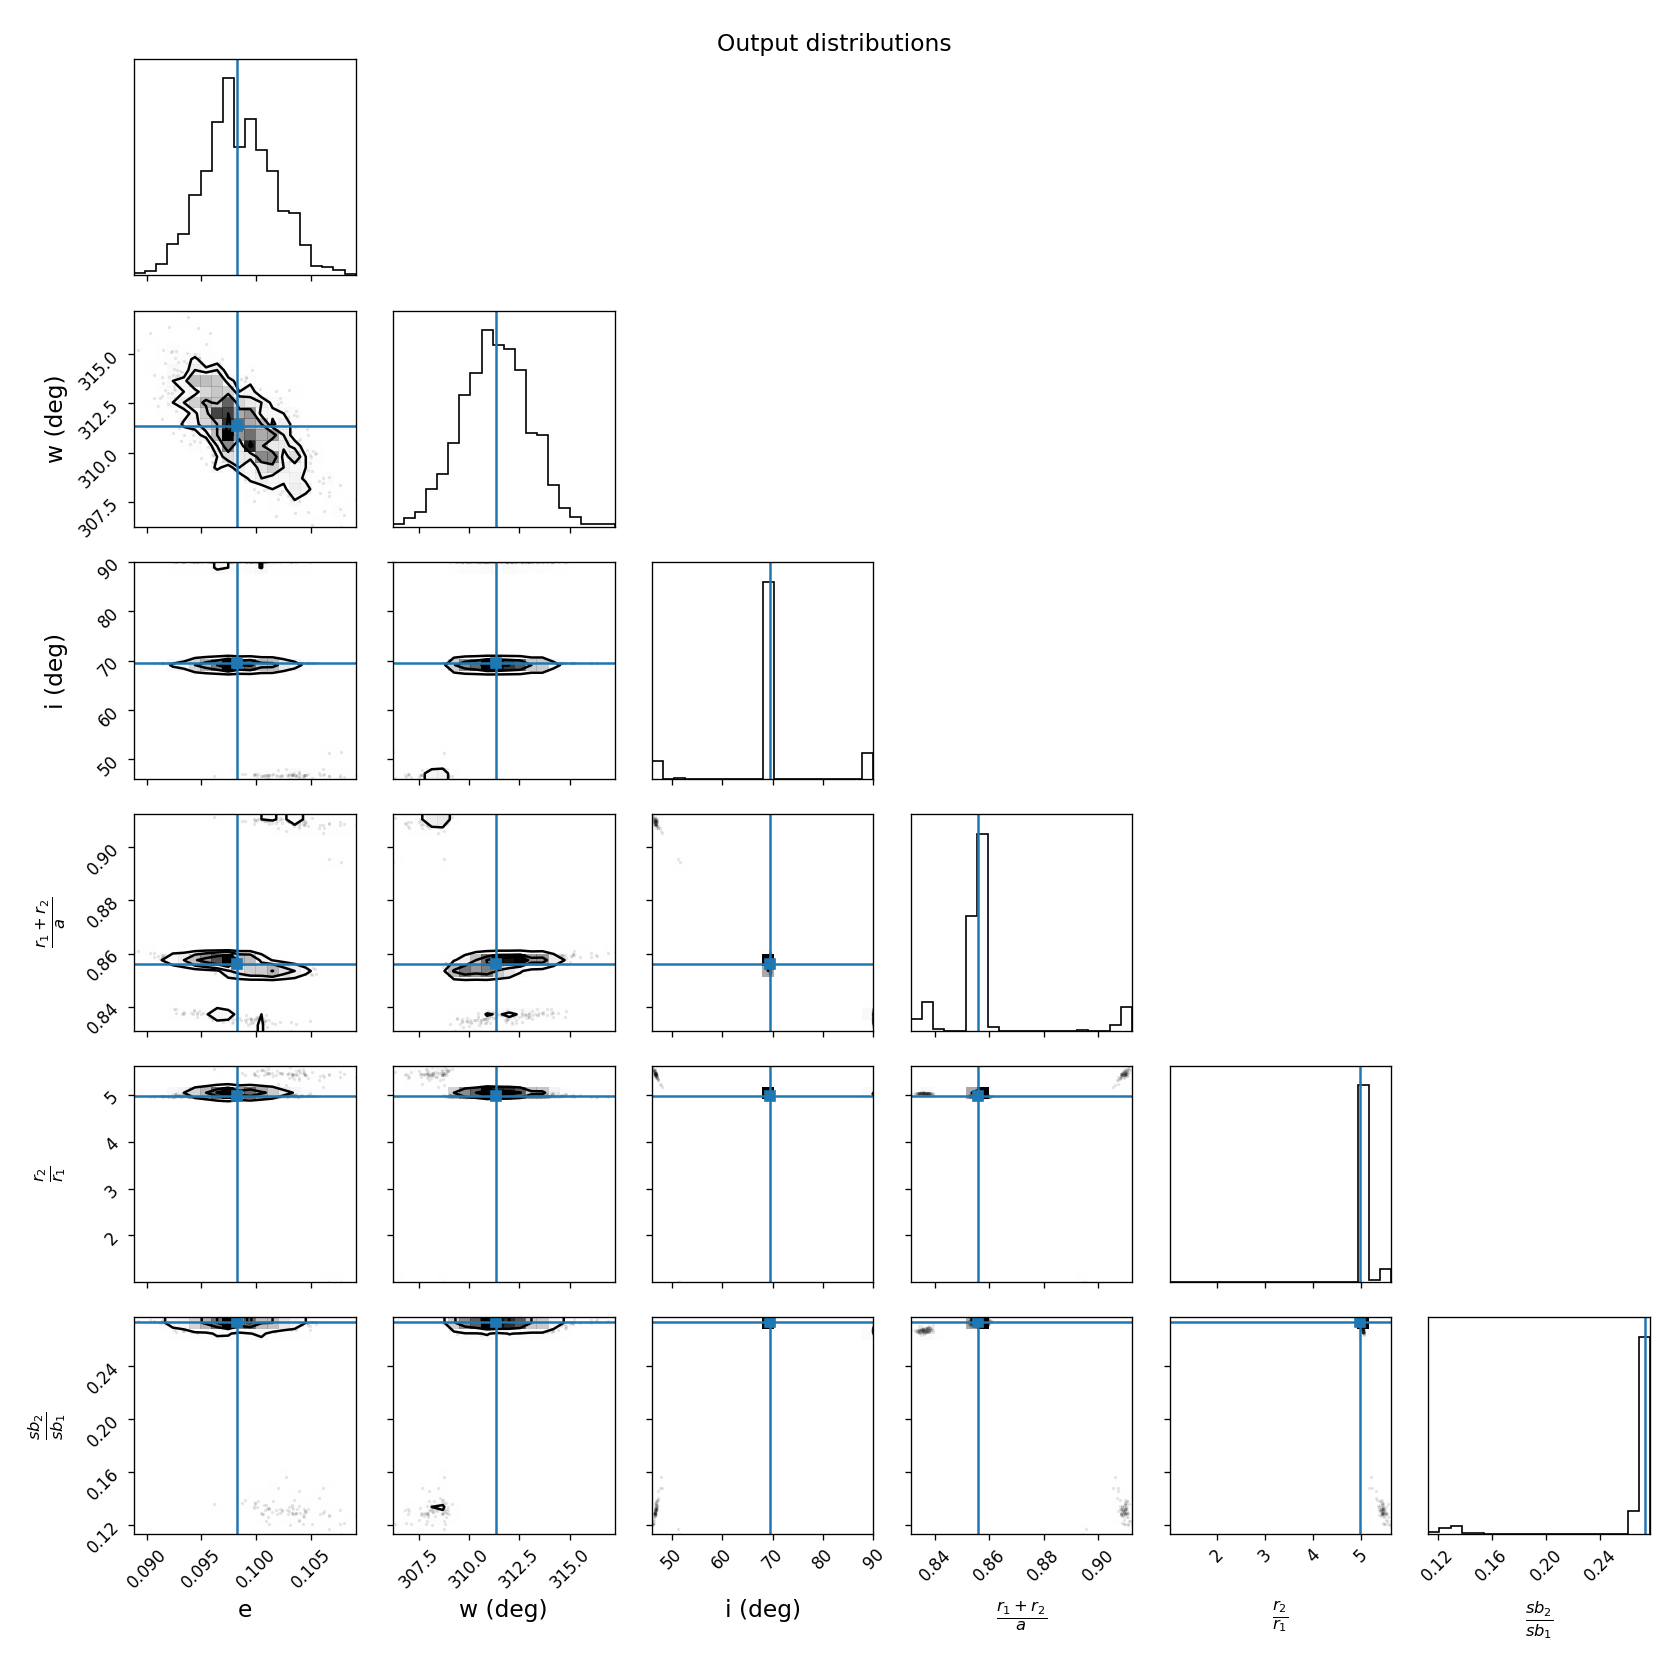 Output distributions
w (deg)
315.0
312.5
310.0
307.5
i (deg)
90
80
70
60
50
r₁ + r₂
a
0.90
0.88
0.86
0.84
r₂
r₁
5
4
3
2
sb₂
sb₁
0.24
0.20
0.16
0.12
0.090 0.095 0.100 0.105
307.5 310.0 312.5 315.0
50 60 70 80 90
0.84 0.86 0.88 0.90
2 3 4 5
0.12 0.16 0.20 0.24
e
w (deg)
i (deg)
r₁ + r₂
a
r₂
r₁
sb₂
sb₁